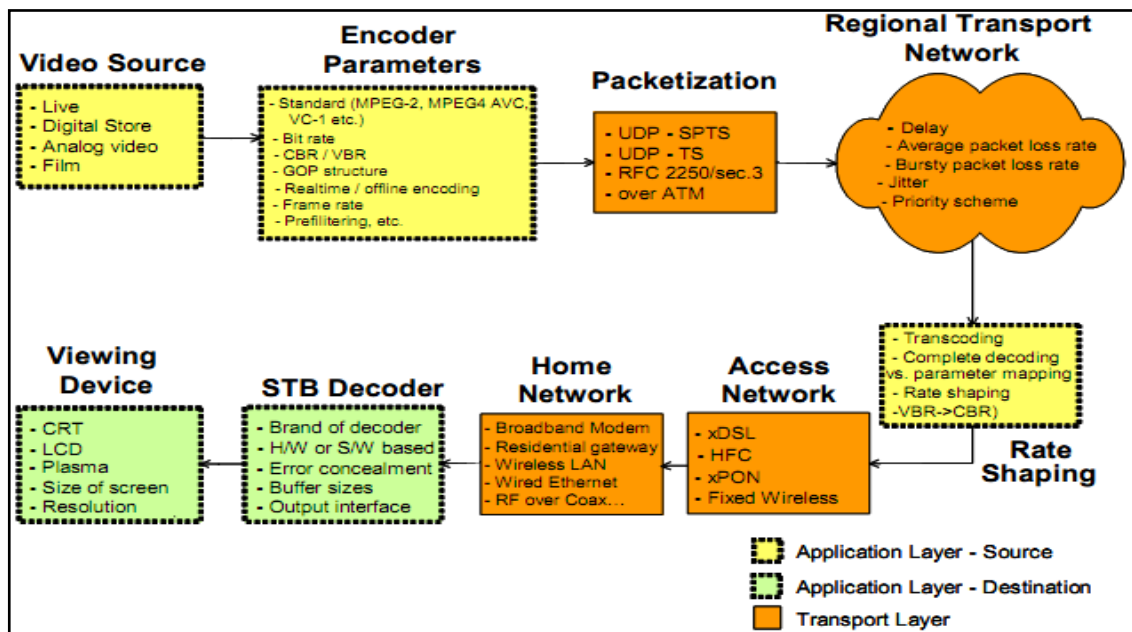 Video Source
- Live
- Digital Store
- Analog video
- Film
Encoder
Parameters
- Standard (MPEG-2, MPEG4 AVC,
VC-1 etc.)
- Bit rate
- CBR / VBR
- GOP structure
- Realtime / offline encoding
- Frame rate
- Prefilitering, etc.
Packetization
- UDP - SPTS
- UDP - TS
- RFC 2250/sec.3
- over ATM
Regional Transport
Network
- Delay
- Average packet loss rate
- Bursty packet loss rate
- Jitter
- Priority scheme
- Transcoding
- Complete decoding
vs. parameter mapping
- Rate shaping
-VBR->CBR)
Rate
Shaping
Access
Network
- xDSL
- HFC
- xPON
- Fixed Wireless
Home
Network
- Broadband Modem
- Residential gateway
- Wireless LAN
- Wired Ethernet
- RF over Coax...
STB Decoder
- Brand of decoder
- H/W or S/W based
- Error concealment
- Buffer sizes
- Output interface
Viewing
Device
- CRT
- LCD
- Plasma
- Size of screen
- Resolution
Application Layer - Source
Application Layer - Destination
Transport Layer